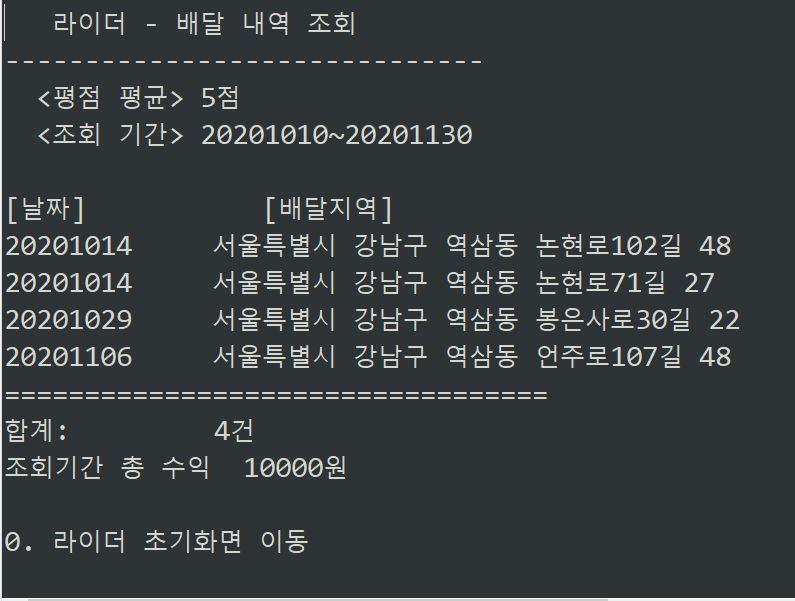 라이더 - 배달 내역 조회
------------------------------
<평점 평균> 5점
<조회 기간> 20201010~20201130
[날짜] [배달지역]
20201014 서울특별시 강남구 역삼동 논현로102길 48
20201014 서울특별시 강남구 역삼동 논현로71길 27
20201029 서울특별시 강남구 역삼동 봉은사로30길 22
20201106 서울특별시 강남구 역삼동 언주로107길 48
==================================
합계: 4건
조회기간 총 수익 10000원
0. 라이더 초기화면 이동